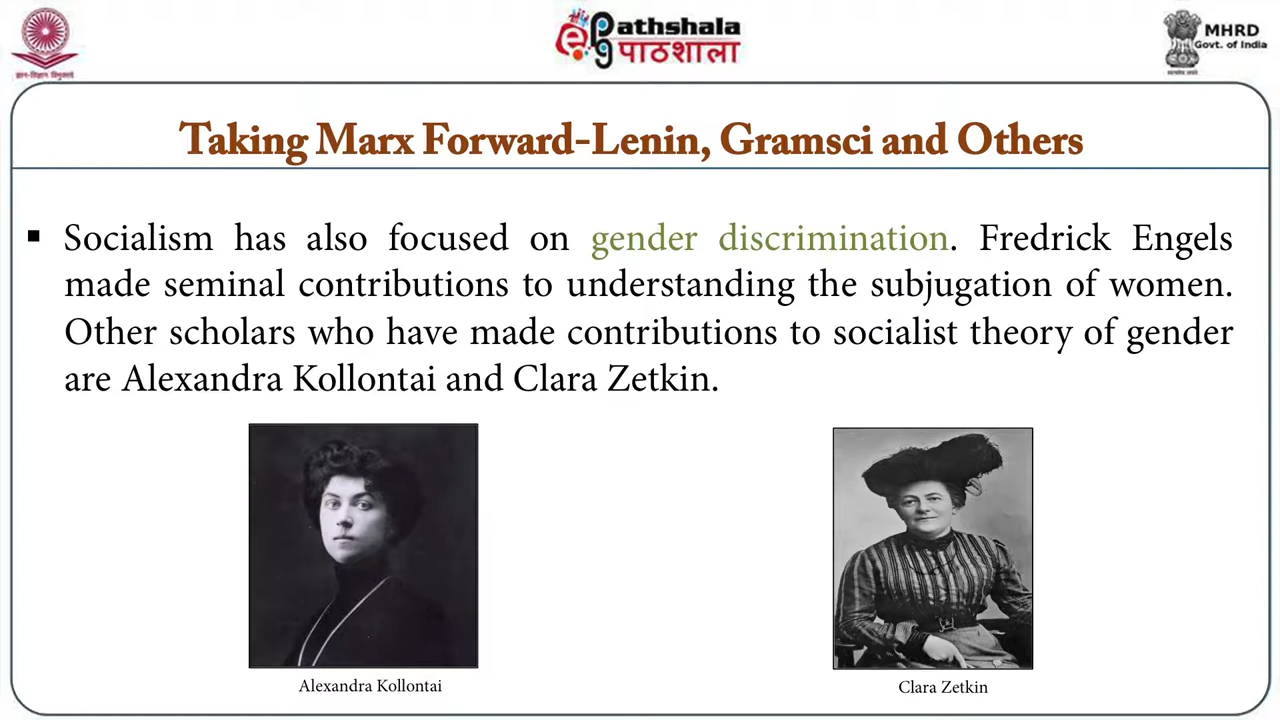 ज्ञान-विज्ञान विमुक्तये
ePathshala
पाठशाला
MHRD
Govt. of India
Taking Marx Forward-Lenin, Gramsci and Others
▪ Socialism has also focused on gender discrimination. Fredrick Engels
made seminal contributions to understanding the subjugation of women.
Other scholars who have made contributions to socialist theory of gender
are Alexandra Kollontai and Clara Zetkin.
Alexandra Kollontai
Clara Zetkin